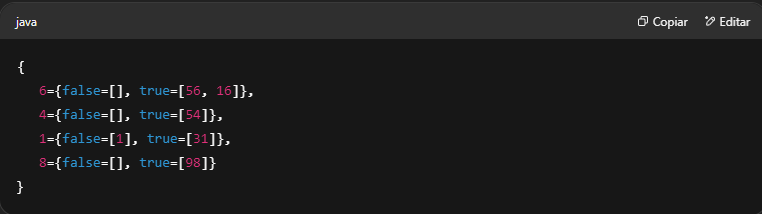 java Copiar Editar
{
6={false=[], true=[56, 16]},
4={false=[], true=[54]},
1={false=[1], true=[31]},
8={false=[], true=[98]}
}